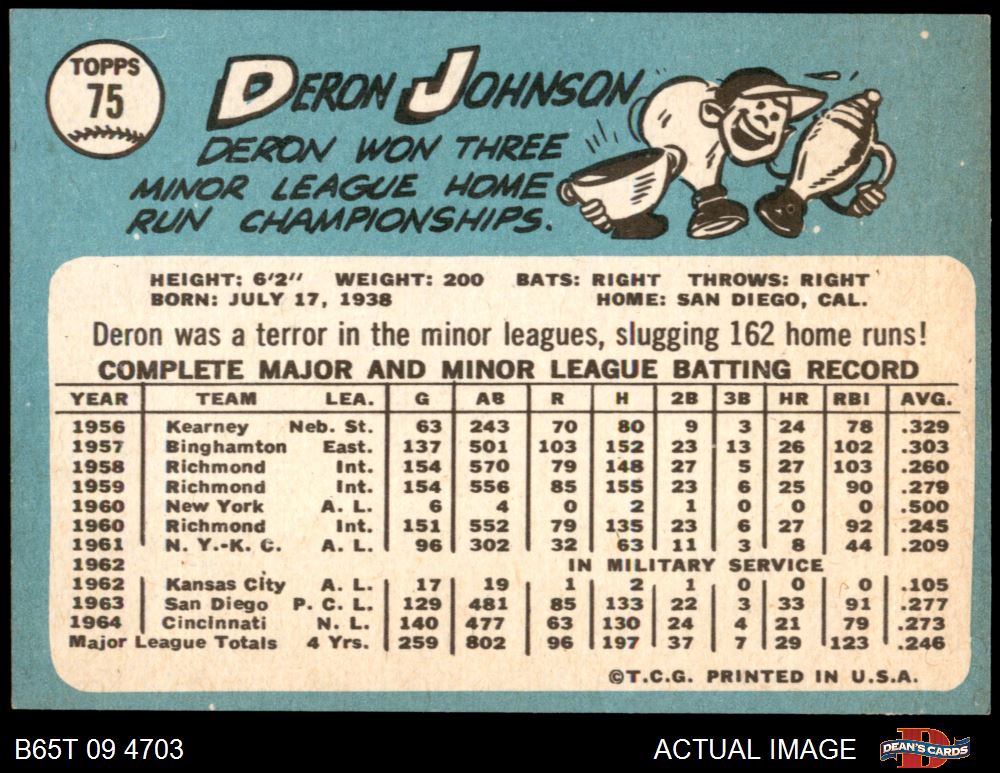 TOPPS
75
DERON JOHNSON
DERON WON THREE
MINOR LEAGUE HOME
RUN CHAMPIONSHIPS.
HEIGHT: 6'2" WEIGHT: 200 BATS: RIGHT THROWS: RIGHT
BORN: JULY 17, 1938 HOME: SAN DIEGO, CAL.
Deron was a terror in the minor leagues, slugging 162 home runs!
COMPLETE MAJOR AND MINOR LEAGUE BATTING RECORD
YEAR TEAM LEA. G AB R H 2B 3B HR RBI AVG.
1956 Kearney Neb. St. 63 243 70 80 9 3 24 78 .329
1957 Binghamton East. 137 501 103 152 23 13 26 102 .303
1958 Richmond Int. 154 570 79 148 27 5 27 103 .260
1959 Richmond Int. 154 556 85 155 23 6 25 90 .279
1960 New York A. L. 6 4 0 2 1 0 0 0 .500
1960 Richmond Int. 151 552 79 135 23 6 27 92 .245
1961 N. Y.-K. C. A. L. 96 302 32 63 11 3 8 44 .209
1962 IN MILITARY SERVICE
1962 Kansas City A. L. 17 19 1 2 1 0 0 0 .105
1963 San Diego P. C. L. 129 481 85 133 22 3 33 91 .277
1964 Cincinnati N. L. 140 477 63 130 24 4 21 79 .273
Major League Totals 4 Yrs. 259 802 96 197 37 7 29 123 .246
©T.C.G. PRINTED IN U.S.A.
B65T 09 4703 ACTUAL IMAGE DEAN'S CARDS